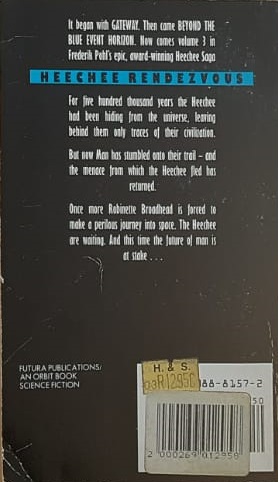 It began with GATEWAY. Then came BEYOND THE
BLUE EVENT HORIZON. Now comes volume 3 in
Frederik Pohl's epic, award-winning Heechee Saga
HEECHEE RENDEZVOUS
For five hundred thousand years the Heechee
had been hiding from the universe, leaving
behind them only traces of their civilization.
But now Man has stumbled onto their trail – and
the menace from which the Heechee fled has
returned.
Once more Robinette Broadhead is forced to
make a perilous journey into space. The Heechee
are waiting. And this time the future of man is
at stake . . .
FUTURA PUBLICATIONS/
AN ORBIT BOOK
SCIENCE FICTION
H. & S.
88-8157-2
50
2 000269 012958